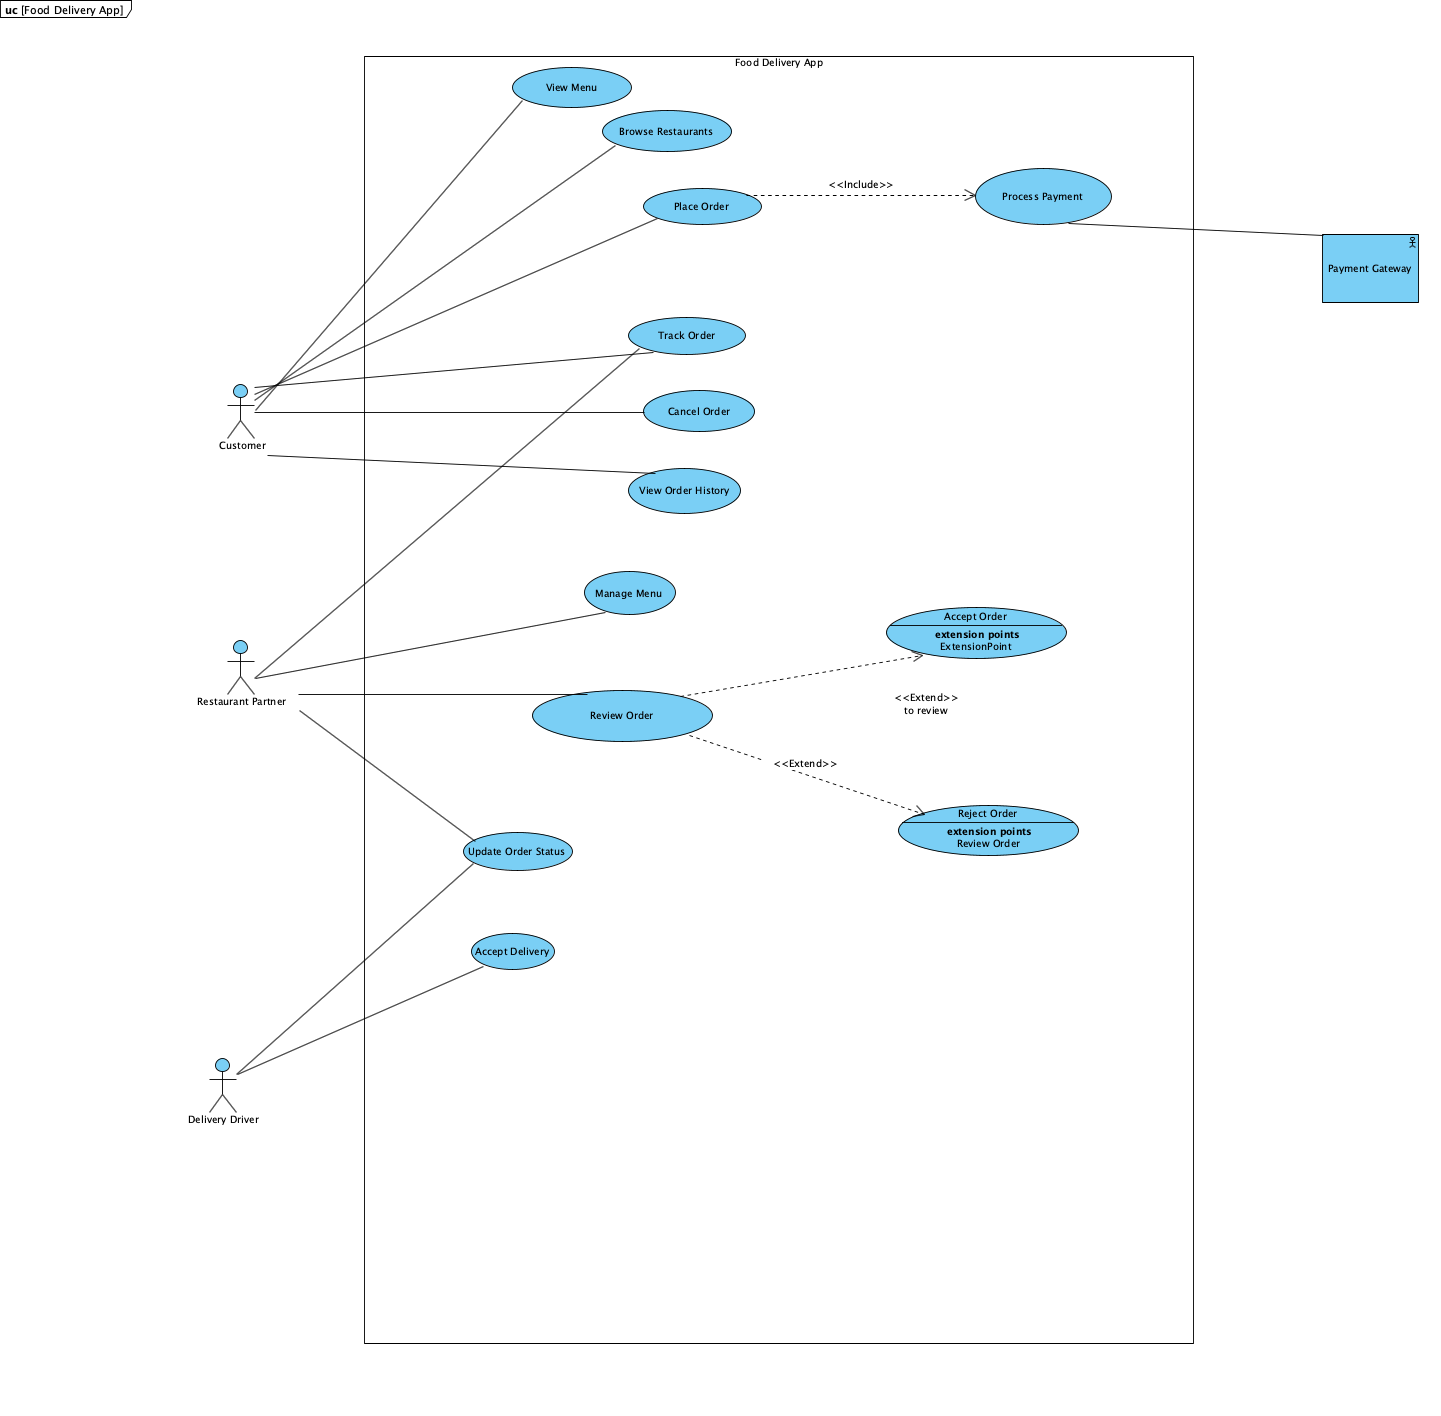 uc [Food Delivery App]
Food Delivery App
View Menu
Browse Restaurants
<<Include>>
Place Order
Process Payment
Payment Gateway
Track Order
Cancel Order
Customer
View Order History
Manage Menu
Accept Order
extension points
ExtensionPoint
Restaurant Partner
<<Extend>>
to review
Review Order
<<Extend>>
Reject Order
extension points
Review Order
Update Order Status
Accept Delivery
Delivery Driver